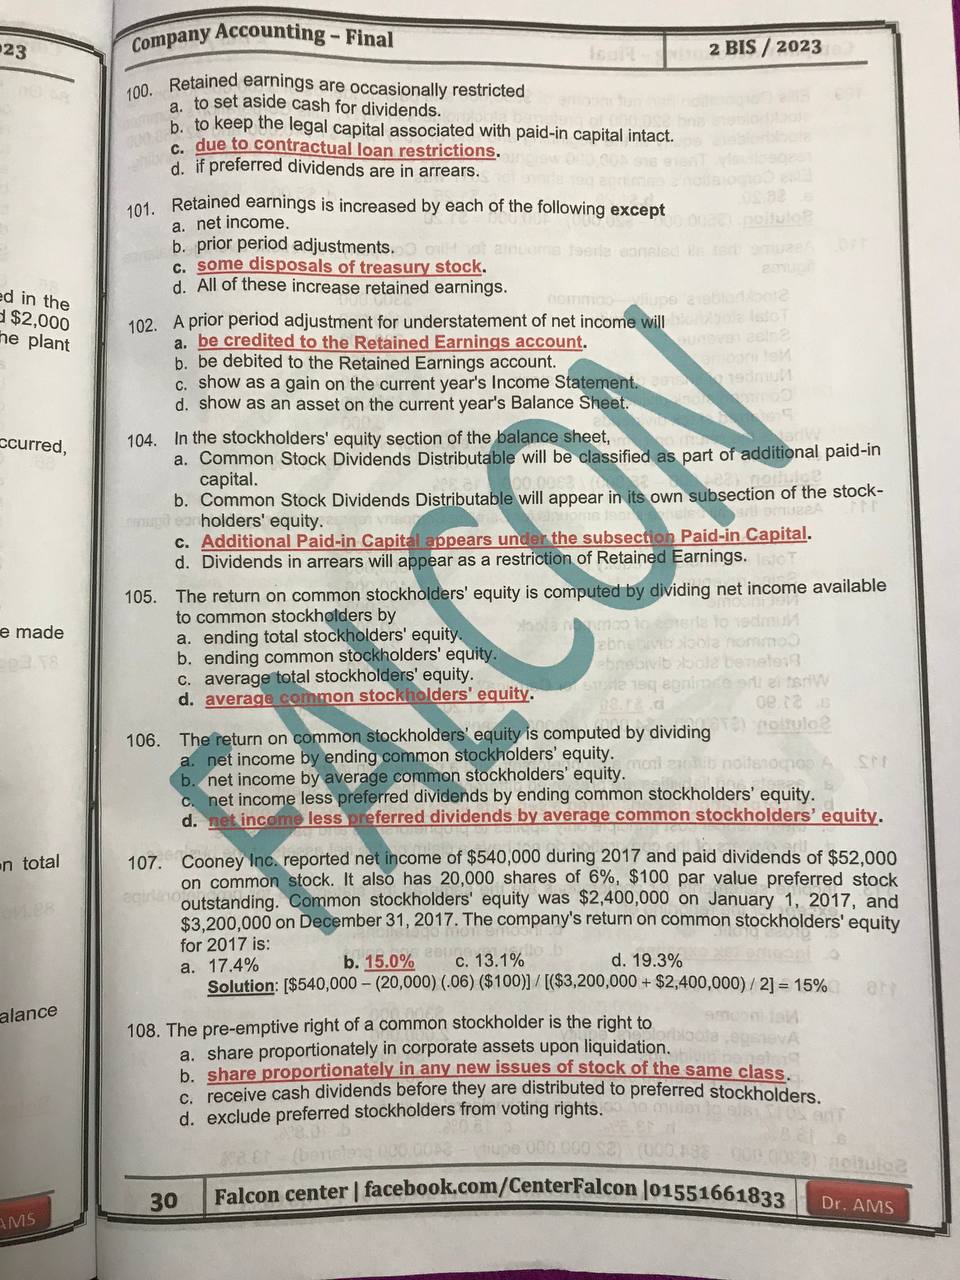 023
Company Accounting – Final
2 BIS / 2023
100. Retained earnings are occasionally restricted
a. to set aside cash for dividends.
b. to keep the legal capital associated with paid-in capital intact.
c. due to contractual loan restrictions.
d. if preferred dividends are in arrears.
101. Retained earnings is increased by each of the following except
a. net income.
b. prior period adjustments.
c. some disposals of treasury stock.
d. All of these increase retained earnings.
ed in the
d $2,000
he plant
102. A prior period adjustment for understatement of net income will
a. be credited to the Retained Earnings account.
b. be debited to the Retained Earnings account.
c. show as a gain on the current year's Income Statement.
d. show as an asset on the current year's Balance Sheet.
ccurred,
104. In the stockholders' equity section of the balance sheet,
a. Common Stock Dividends Distributable will be classified as part of additional paid-in
capital.
b. Common Stock Dividends Distributable will appear in its own subsection of the stock-
holders' equity.
c. Additional Paid-in Capital appears under the subsection Paid-in Capital.
d. Dividends in arrears will appear as a restriction of Retained Earnings.
105. The return on common stockholders' equity is computed by dividing net income available
to common stockholders by
a. ending total stockholders' equity.
b. ending common stockholders' equity.
c. average total stockholders' equity.
d. average common stockholders' equity.
e made
106. The return on common stockholders' equity is computed by dividing
a. net income by ending common stockholders' equity.
b. net income by average common stockholders' equity.
c. net income less preferred dividends by ending common stockholders' equity.
d. net income less preferred dividends by average common stockholders' equity.
FALCON
n total
107. Cooney Inc. reported net income of $540,000 during 2017 and paid dividends of $52,000
on common stock. It also has 20,000 shares of 6%, $100 par value preferred stock
outstanding. Common stockholders' equity was $2,400,000 on January 1, 2017, and
$3,200,000 on December 31, 2017. The company's return on common stockholders' equity
for 2017 is:
a. 17.4% b. 15.0% c. 13.1% d. 19.3%
Solution: [$540,000 – (20,000) (.06) ($100)] / [($3,200,000 + $2,400,000) / 2] = 15%
alance
108. The pre-emptive right of a common stockholder is the right to
a. share proportionately in corporate assets upon liquidation.
b. share proportionately in any new issues of stock of the same class.
c. receive cash dividends before they are distributed to preferred stockholders.
d. exclude preferred stockholders from voting rights.
AMS
30
Falcon center | facebook.com/CenterFalcon |01551661833
Dr. AMS